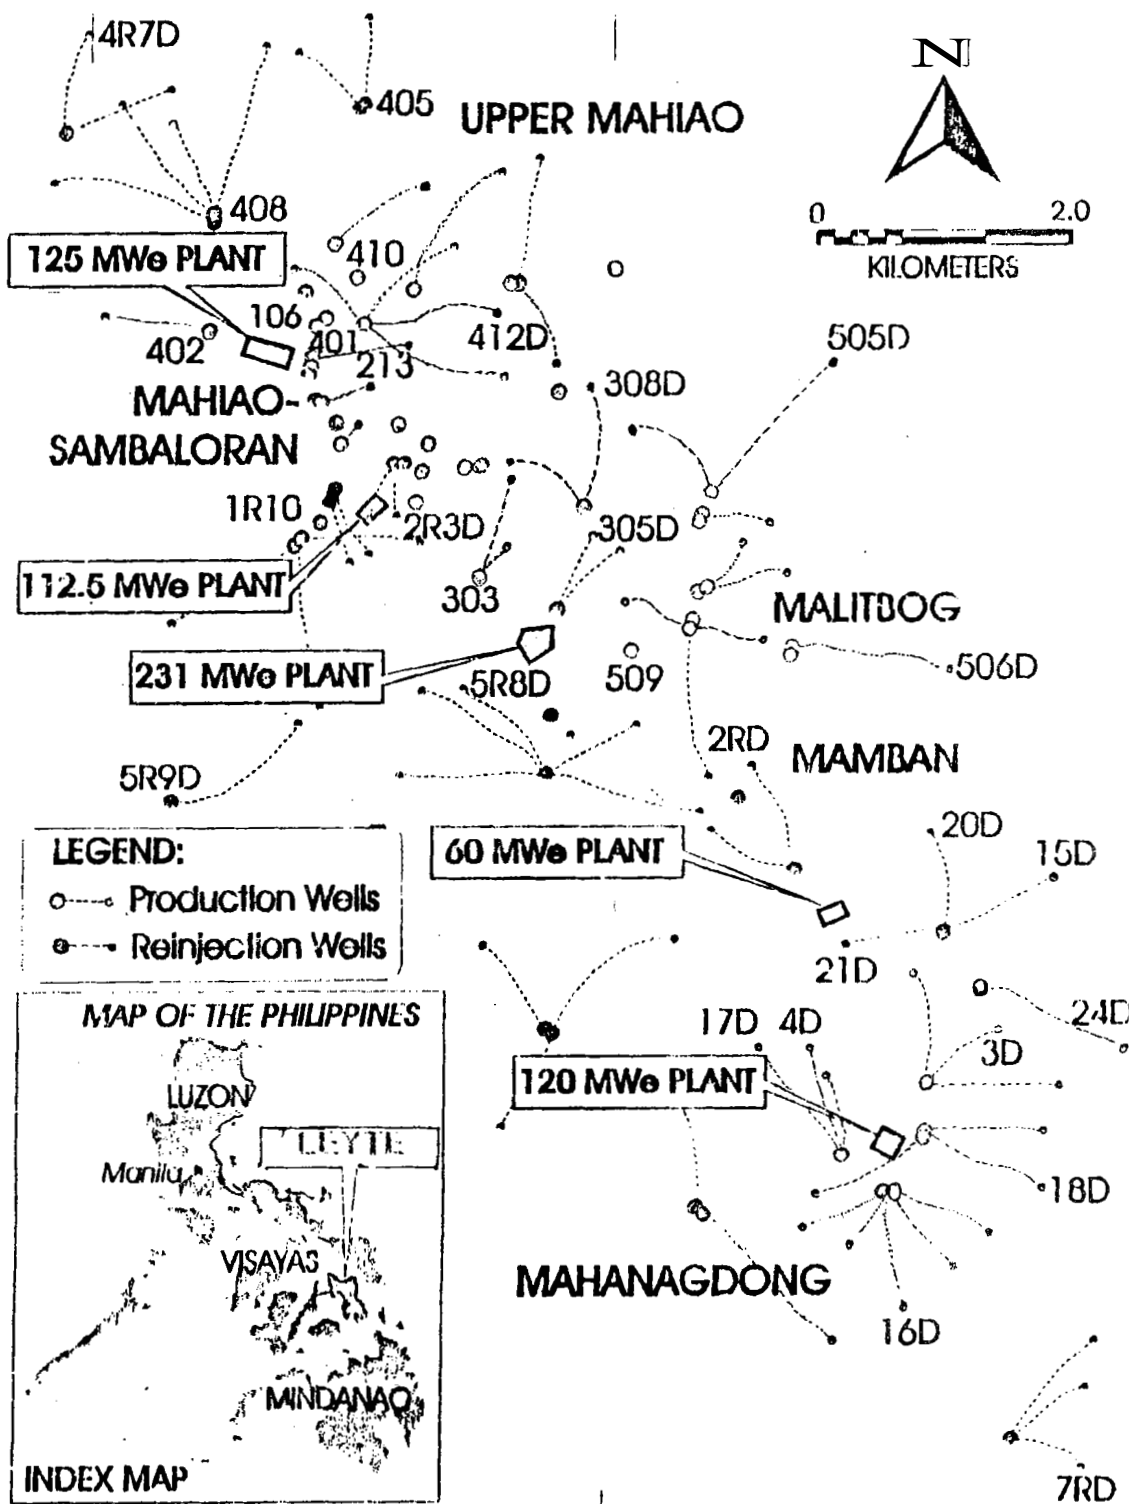 4R7D
N
405
UPPER MAHIAO
0 2.0
KILOMETERS
408
125 MWe PLANT
410
106
401
412D
402
213
505D
MAHIAO-
SAMBALORAN
308D
1R10
2R3D
305D
112.5 MWe PLANT
303
MALITBOG
231 MWe PLANT
5R8D
509
506D
2RD
MAMBAN
5R9D
LEGEND:
Production Wells
Reinjection Wells
60 MWe PLANT
20D
15D
21D
MAP OF THE PHILIPPINES
17D 4D
24D
3D
120 MWe PLANT
LUZON
LEYTE
Manila
18D
VISAYAS
MAHANAGDONG
16D
MINDANAO
INDEX MAP
7RD